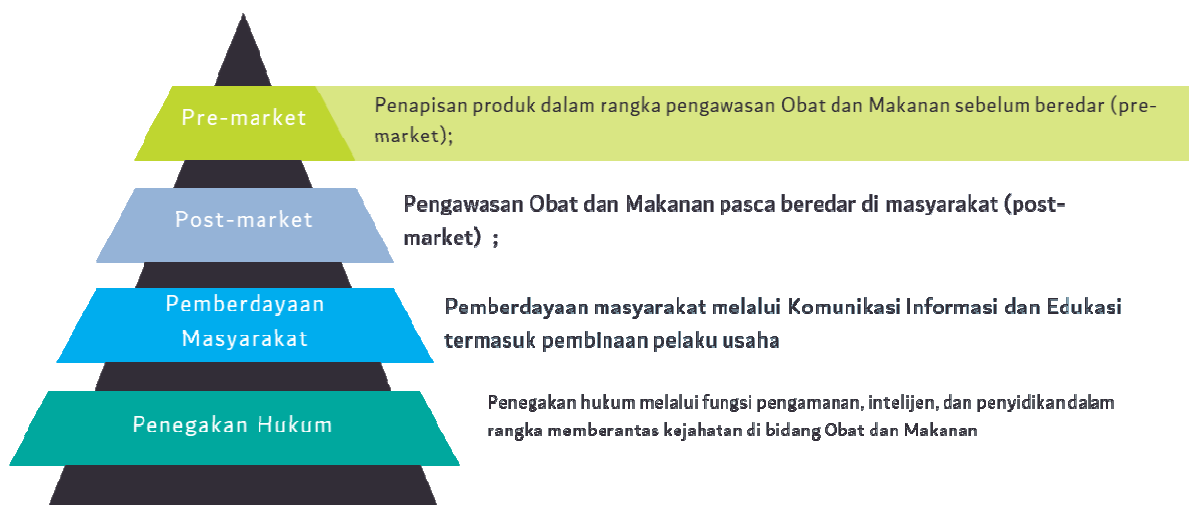 Pre-market
Penapisan produk dalam rangka pengawasan Obat dan Makanan sebelum beredar (pre-
market);
Post-market
Pengawasan Obat dan Makanan pasca beredar di masyarakat (post-
market) ;
Pemberdayaan
Masyarakat
Pemberdayaan masyarakat melalui Komunikasi Informasi dan Edukasi
termasuk pembinaan pelaku usaha
Penegakan Hukum
Penegakan hukum melalui fungsi pengamanan, intelijen, dan penyidikan dalam
rangka memberantas kejahatan di bidang Obat dan Makanan